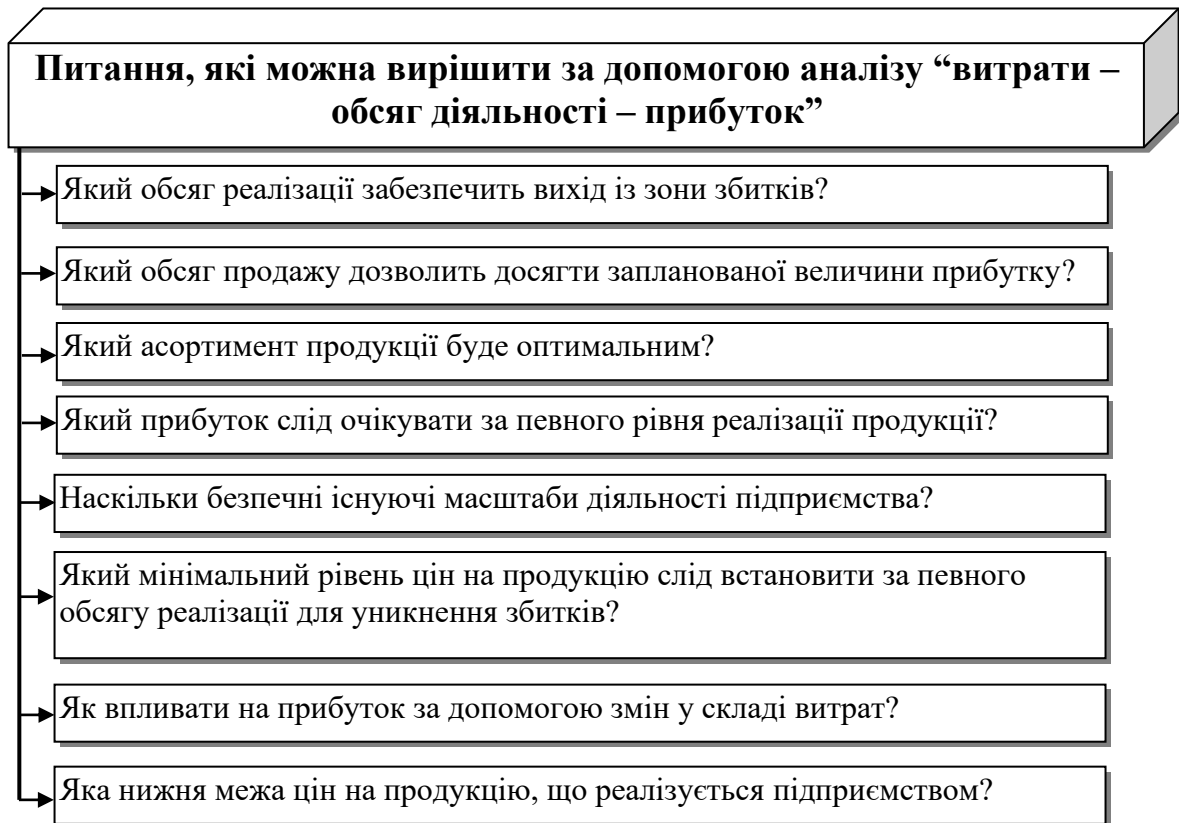 Питання, які можна вирішити за допомогою аналізу “витрати –
обсяг діяльності – прибуток”
Який обсяг реалізації забезпечить вихід із зони збитків?
Який обсяг продажу дозволить досягти запланованої величини прибутку?
Який асортимент продукції буде оптимальним?
Який прибуток слід очікувати за певного рівня реалізації продукції?
Наскільки безпечні існуючі масштаби діяльності підприємства?
Який мінімальний рівень цін на продукцію слід встановити за певного
обсягу реалізації для уникнення збитків?
Як впливати на прибуток за допомогою змін у складі витрат?
Яка нижня межа цін на продукцію, що реалізується підприємством?